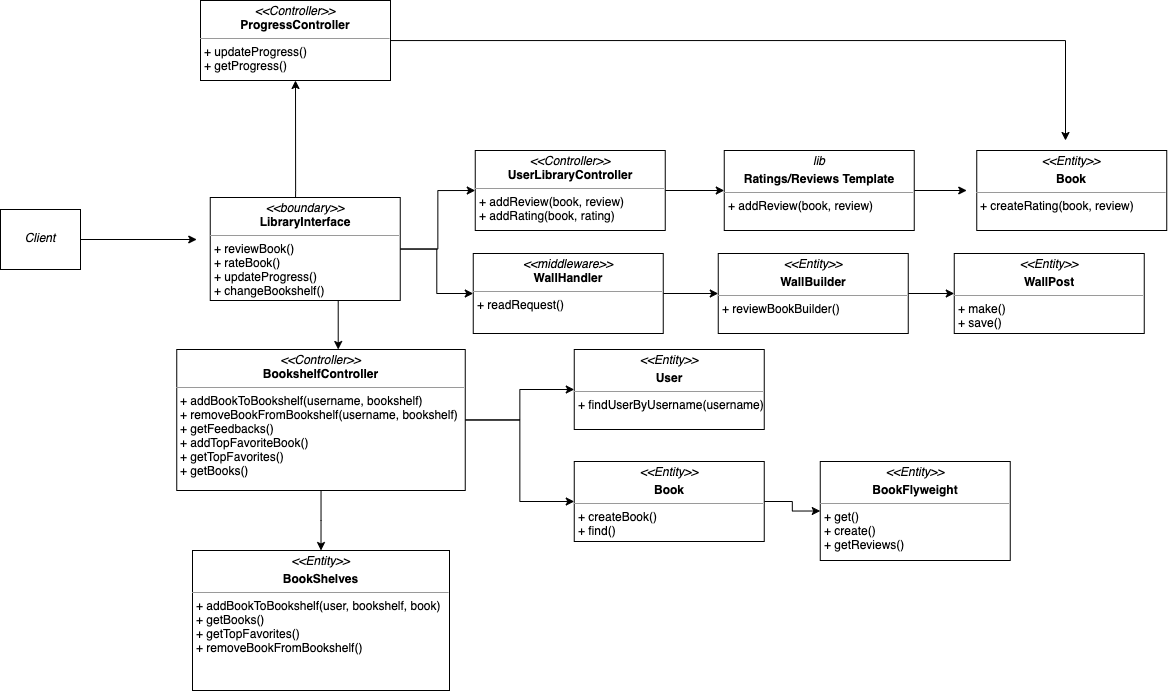 <<Controller>>
ProgressController
+ updateProgress()
+ getProgress()
Client
<<boundary>>
LibraryInterface
+ reviewBook()
+ rateBook()
+ updateProgress()
+ changeBookshelf()
<<Controller>>
UserLibraryController
+ addReview(book, review)
+ addRating(book, rating)
lib
Ratings/Reviews Template
+ addReview(book, review)
<<Entity>>
Book
+ createRating(book, review)
<<middleware>>
WallHandler
+ readRequest()
<<Entity>>
WallBuilder
+ reviewBookBuilder()
<<Entity>>
WallPost
+ make()
+ save()
<<Controller>>
BookshelfController
+ addBookToBookshelf(username, bookshelf)
+ removeBookFromBookshelf(username, bookshelf)
+ getFeedbacks()
+ addTopFavoriteBook()
+ getTopFavorites()
+ getBooks()
<<Entity>>
User
+ findUserByUsername(username)
<<Entity>>
Book
+ createBook()
+ find()
<<Entity>>
BookFlyweight
+ get()
+ create()
+ getReviews()
<<Entity>>
BookShelves
+ addBookToBookshelf(user, bookshelf, book)
+ getBooks()
+ getTopFavorites()
+ removeBookFromBookshelf()